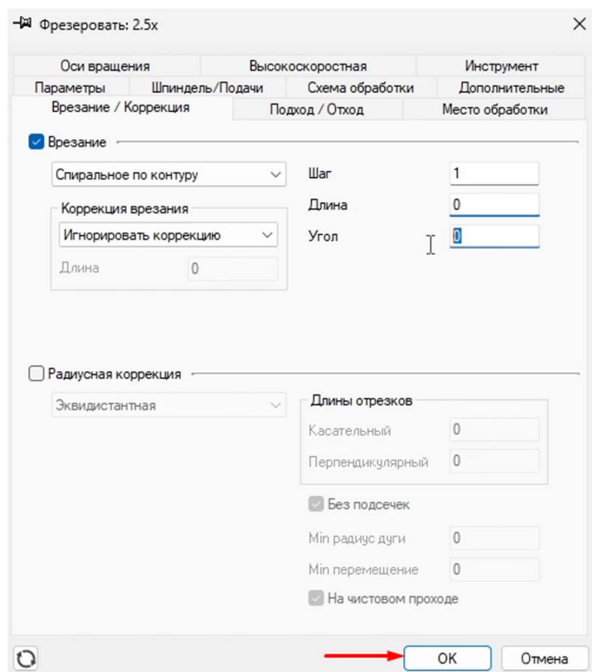 Фрезеровать: 2.5x
Оси вращения Высокоскоростная Инструмент
Параметры Шпиндель/Подачи Схема обработки Дополнительные
Врезание / Коррекция Подход / Отход Место обработки
Врезание
Спиральное по контуру Шаг 1
Коррекция врезания Длина 0
Игнорировать коррекцию Угол 0
Длина 0
Радиусная коррекция
Эквидистантная Длины отрезков
Касательный 0
Перпендикулярный 0
Без подсечек
Min радиус дуги 0
Min перемещение 0
На чистовом проходе
OK Отмена